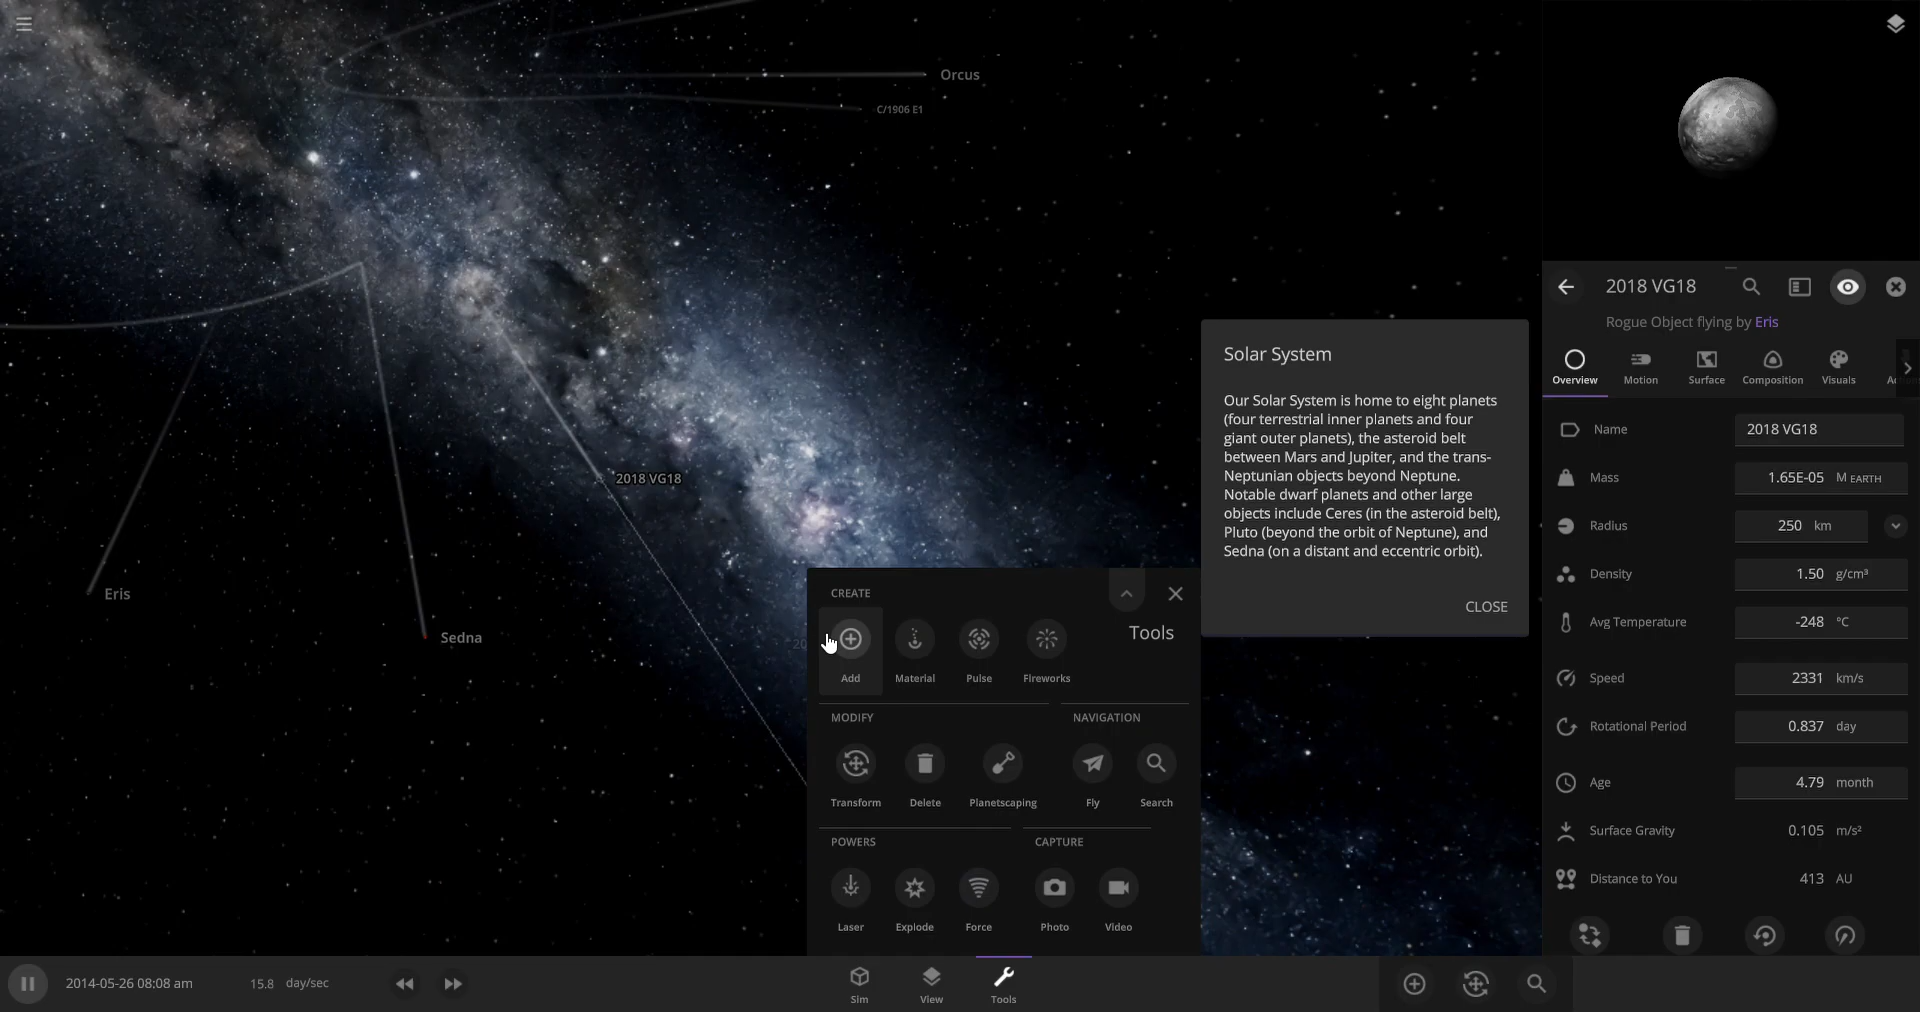 Orcus
C/1906 E1
2018 VG18
Eris
Sedna
Solar System
Our Solar System is home to eight planets
(four terrestrial inner planets and four
giant outer planets), the asteroid belt
between Mars and Jupiter, and the trans-
Neptunian objects beyond Neptune.
Notable dwarf planets and other large
objects include Ceres (in the asteroid belt),
Pluto (beyond the orbit of Neptune), and
Sedna (on a distant and eccentric orbit).
CLOSE
CREATE
Tools
Add Material Pulse Fireworks
MODIFY NAVIGATION
Transform Delete Planetscaping Fly Search
POWERS CAPTURE
Laser Explode Force Photo Video
2018 VG18
Rogue Object flying by Eris
Overview Motion Surface Composition Visuals
Name 2018 VG18
Mass 1.65E-05 M EARTH
Radius 250 km
Density 1.50 g/cm³
Avg Temperature -248 °C
Speed 2331 km/s
Rotational Period 0.837 day
Age 4.79 month
Surface Gravity 0.105 m/s²
Distance to You 413 AU
2014-05-26 08:08 am 15.8 day/sec
Sim View Tools